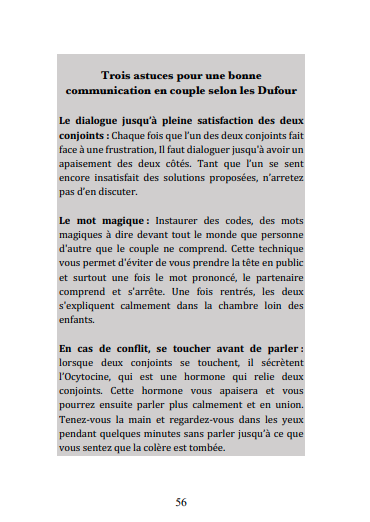 Trois astuces pour une bonne
communication en couple selon les Dufour
Le dialogue jusqu'à pleine satisfaction des deux
conjoints : Chaque fois que l'un des deux conjoints fait
face à une frustration, Il faut dialoguer jusqu'à avoir un
apaisement des deux côtés. Tant que l'un se sent
encore insatisfait des solutions proposées, n'arretez
pas d'en discuter.
Le mot magique : Instaurer des codes, des mots
magiques à dire devant tout le monde que personne
d'autre que le couple ne comprend. Cette technique
vous permet d'éviter de vous prendre la tête en public
et surtout une fois le mot prononcé, le partenaire
comprend et s'arrête. Une fois rentrés, les deux
s'expliquent calmement dans la chambre loin des
enfants.
En cas de conflit, se toucher avant de parler :
lorsque deux conjoints se touchent, il sécrètent
l'Ocytocine, qui est une hormone qui relie deux
conjoints. Cette hormone vous apaisera et vous
pourrez ensuite parler plus calmement et en union.
Tenez-vous la main et regardez-vous dans les yeux
pendant quelques minutes sans parler jusqu'à ce que
vous sentez que la colère est tombée.
56